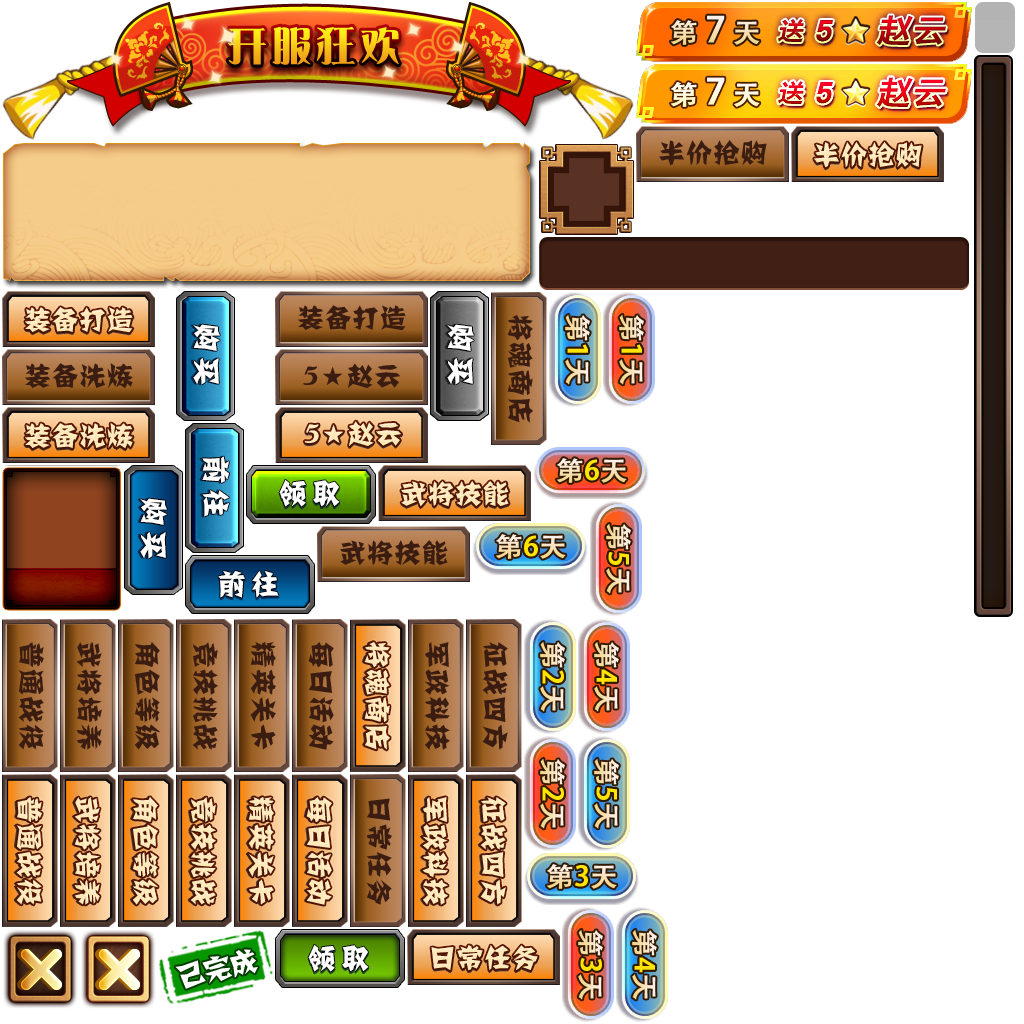 开服狂欢
第7天 送5☆赵云
第7天 送5☆赵云
半价抢购
半价抢购
装备打造
购买
装备打造
购买
将魂商店
第1天
第1天
装备洗炼
5★赵云
装备洗炼
5★赵云
前往
第6天
购买
领取
武将技能
第5天
武将技能
第6天
前往
普通战役
武将培养
角色等级
竞技挑战
精英关卡
每日活动
将魂商店
军政科技
征战四方
第2天
第4天
普通战役
武将培养
角色等级
竞技挑战
精英关卡
每日活动
日常任务
军政科技
征战四方
第2天
第5天
第3天
已完成
领取
日常任务
第3天
第4天